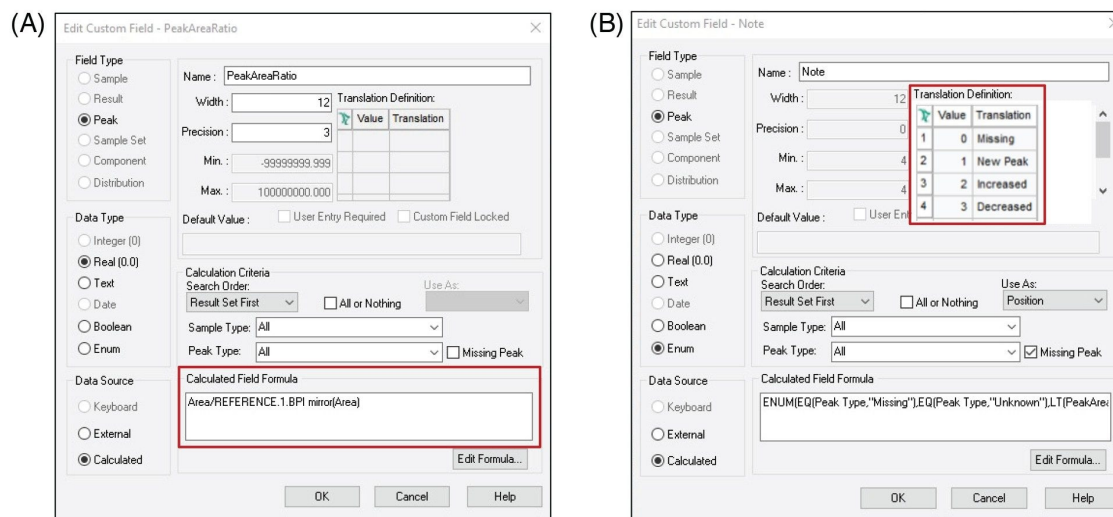 (A)
Edit Custom Field - PeakAreaRatio
Field Type
Sample
Result
Peak
Sample Set
Component
Distribution
Name : PeakAreaRatio
Width : 12
Precision : 3
Min. : -99999999.999
Max. : 100000000.000
Translation Definition:
Value Translation
Default Value : User Entry Required Custom Field Locked
Data Type
Integer (0)
Real (0.0)
Text
Date
Boolean
Enum
Calculation Criteria
Search Order: Use As:
Result Set First All or Nothing
Sample Type: All
Peak Type: All Missing Peak
Data Source
Keyboard
External
Calculated
Calculated Field Formula
Area/REFERENCE.1.BPI mirror(Area)
Edit Formula...
OK Cancel Help
(B)
Edit Custom Field - Note
Field Type
Sample
Result
Peak
Sample Set
Component
Distribution
Name : Note
Width : 12
Precision : 0
Min. : 4
Max. : 4
Translation Definition:
Value Translation
1 0 Missing
2 1 New Peak
3 2 Increased
4 3 Decreased
Default Value : User Ent
Data Type
Integer (0)
Real (0.0)
Text
Date
Boolean
Enum
Calculation Criteria
Search Order: Use As:
Result Set First All or Nothing Position
Sample Type: All
Peak Type: All Missing Peak
Data Source
Keyboard
External
Calculated
Calculated Field Formula
ENUM(EQ(Peak Type,"Missing"),EQ(Peak Type,"Unknown"),LT(PeakArea
Edit Formula...
OK Cancel Help